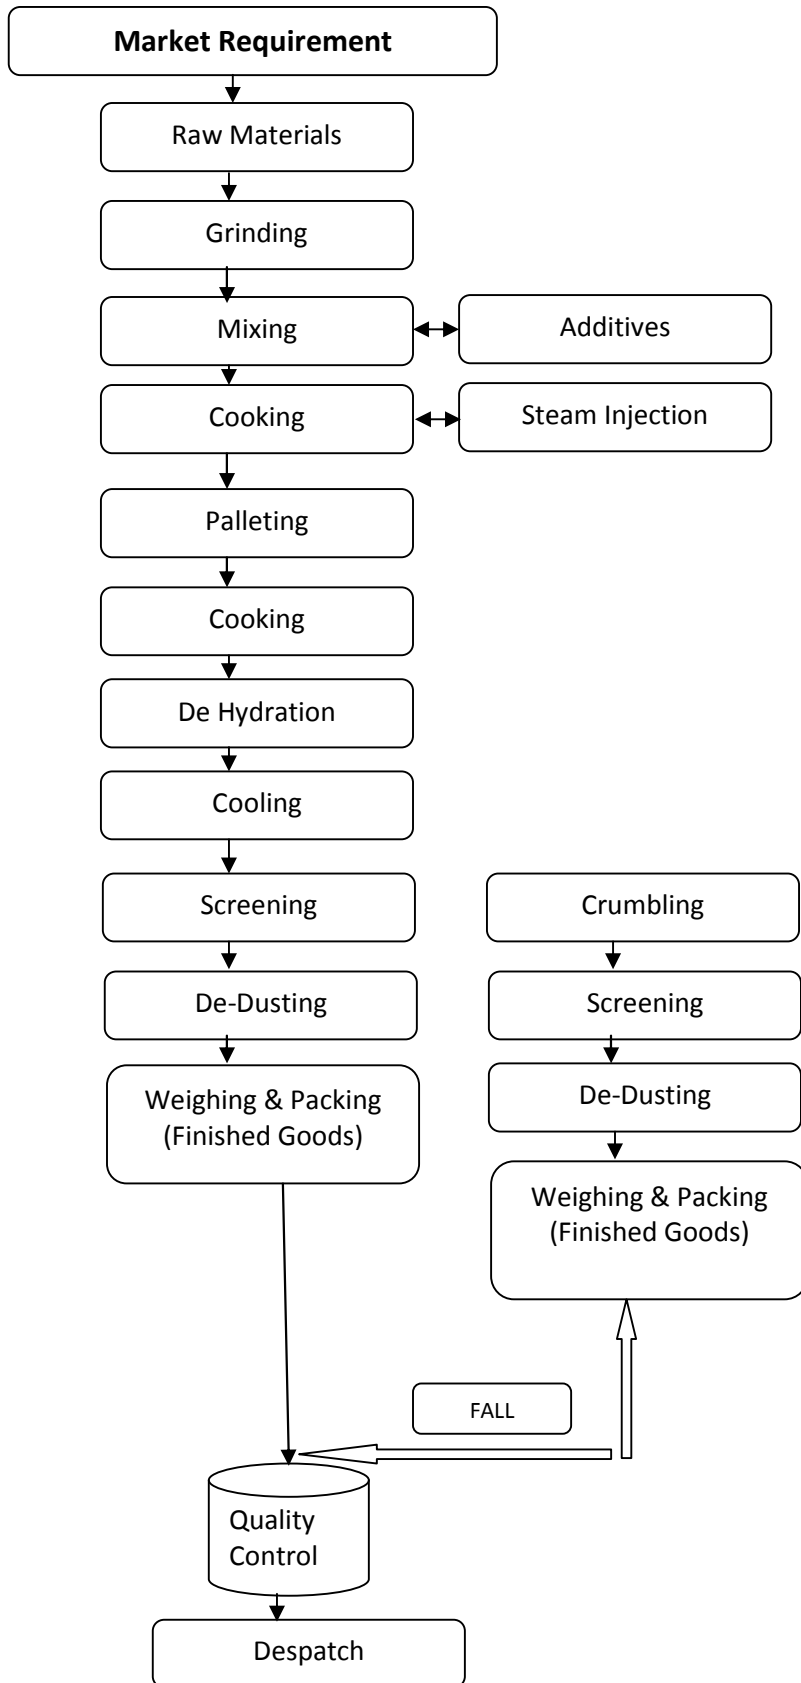 Market Requirement
Raw Materials
Grinding
Mixing
Additives
Cooking
Steam Injection
Palleting
Cooking
De Hydration
Cooling
Screening
De-Dusting
Weighing & Packing
(Finished Goods)
Crumbling
Screening
De-Dusting
Weighing & Packing
(Finished Goods)
FALL
Quality
Control
Despatch